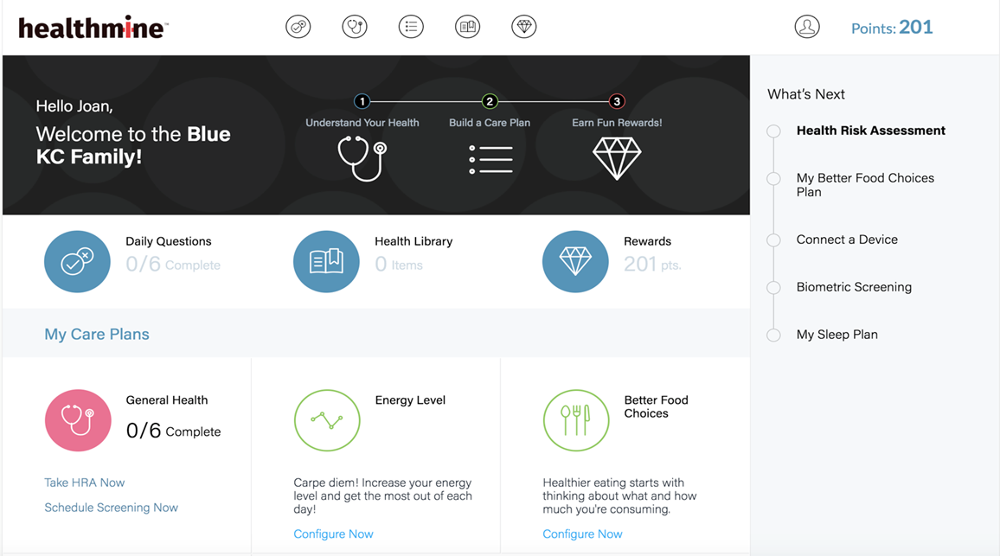 healthmine™
Points: 201
Hello Joan,
Welcome to the Blue
KC Family!
1
2
3
Understand Your Health
Build a Care Plan
Earn Fun Rewards!
Daily Questions
0/6 Complete
Health Library
0 Items
Rewards
201 pts.
My Care Plans
General Health
0/6 Complete
Take HRA Now
Schedule Screening Now
Energy Level
Carpe diem! Increase your energy
level and get the most out of each
day!
Configure Now
Better Food
Choices
Healthier eating starts with
thinking about what and how
much you're consuming.
Configure Now
What's Next
Health Risk Assessment
My Better Food Choices
Plan
Connect a Device
Biometric Screening
My Sleep Plan